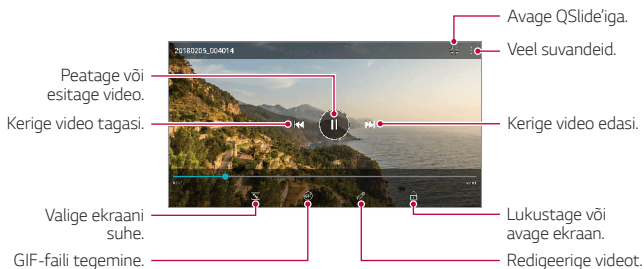 Avage QSlide'iga.
20180205_004014
Veel suvandeid.
Peatage või
esitage video.
Kerige video tagasi.
Kerige video edasi.
Valige ekraani
suhe.
Lukustage või
avage ekraan.
GIF-faili tegemine.
Redigeerige videot.